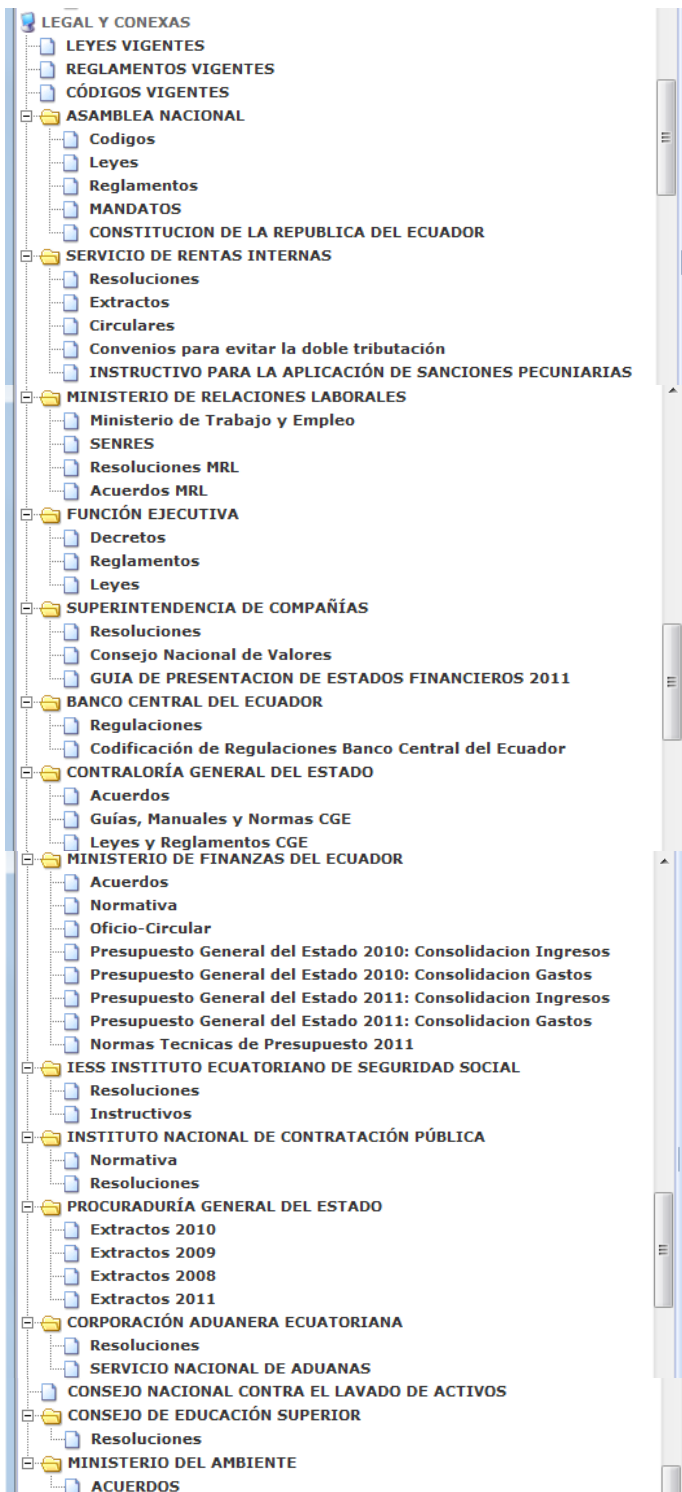 LEGAL Y CONEXAS
LEYES VIGENTES
REGLAMENTOS VIGENTES
CÓDIGOS VIGENTES
ASAMBLEA NACIONAL
Codigos
Leyes
Reglamentos
MANDATOS
CONSTITUCION DE LA REPUBLICA DEL ECUADOR
SERVICIO DE RENTAS INTERNAS
Resoluciones
Extractos
Circulares
Convenios para evitar la doble tributación
INSTRUCTIVO PARA LA APLICACIÓN DE SANCIONES PECUNIARIAS
MINISTERIO DE RELACIONES LABORALES
Ministerio de Trabajo y Empleo
SENRES
Resoluciones MRL
Acuerdos MRL
FUNCIÓN EJECUTIVA
Decretos
Reglamentos
Leyes
SUPERINTENDENCIA DE COMPAÑÍAS
Resoluciones
Consejo Nacional de Valores
GUIA DE PRESENTACION DE ESTADOS FINANCIEROS 2011
BANCO CENTRAL DEL ECUADOR
Regulaciones
Codificación de Regulaciones Banco Central del Ecuador
CONTRALORÍA GENERAL DEL ESTADO
Acuerdos
Guías, Manuales y Normas CGE
Leyes y Reglamentos CGE
MINISTERIO DE FINANZAS DEL ECUADOR
Acuerdos
Normativa
Oficio-Circular
Presupuesto General del Estado 2010: Consolidacion Ingresos
Presupuesto General del Estado 2010: Consolidacion Gastos
Presupuesto General del Estado 2011: Consolidacion Ingresos
Presupuesto General del Estado 2011: Consolidacion Gastos
Normas Tecnicas de Presupuesto 2011
IESS INSTITUTO ECUATORIANO DE SEGURIDAD SOCIAL
Resoluciones
Instructivos
INSTITUTO NACIONAL DE CONTRATACIÓN PÚBLICA
Normativa
Resoluciones
PROCURADURÍA GENERAL DEL ESTADO
Extractos 2010
Extractos 2009
Extractos 2008
Extractos 2011
CORPORACIÓN ADUANERA ECUATORIANA
Resoluciones
SERVICIO NACIONAL DE ADUANAS
CONSEJO NACIONAL CONTRA EL LAVADO DE ACTIVOS
CONSEJO DE EDUCACIÓN SUPERIOR
Resoluciones
MINISTERIO DEL AMBIENTE
ACUERDOS